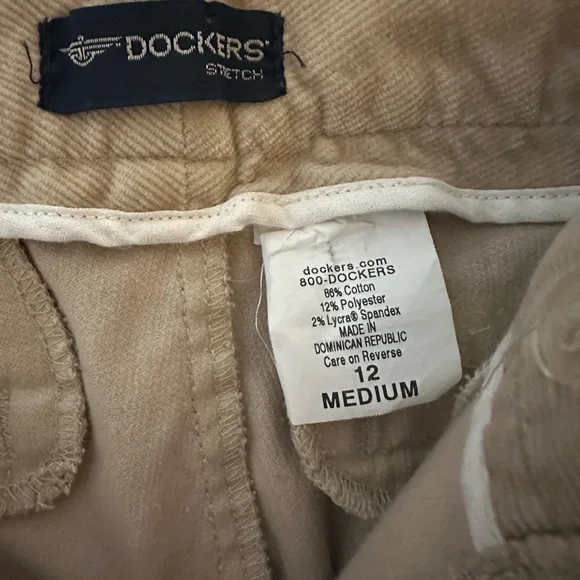 DOCKERS
STRETCH
dockers.com
800-DOCKERS
86% Cotton
12% Polyester
2% Lycra® Spandex
MADE IN
DOMINICAN REPUBLIC
Care on Reverse
12
MEDIUM